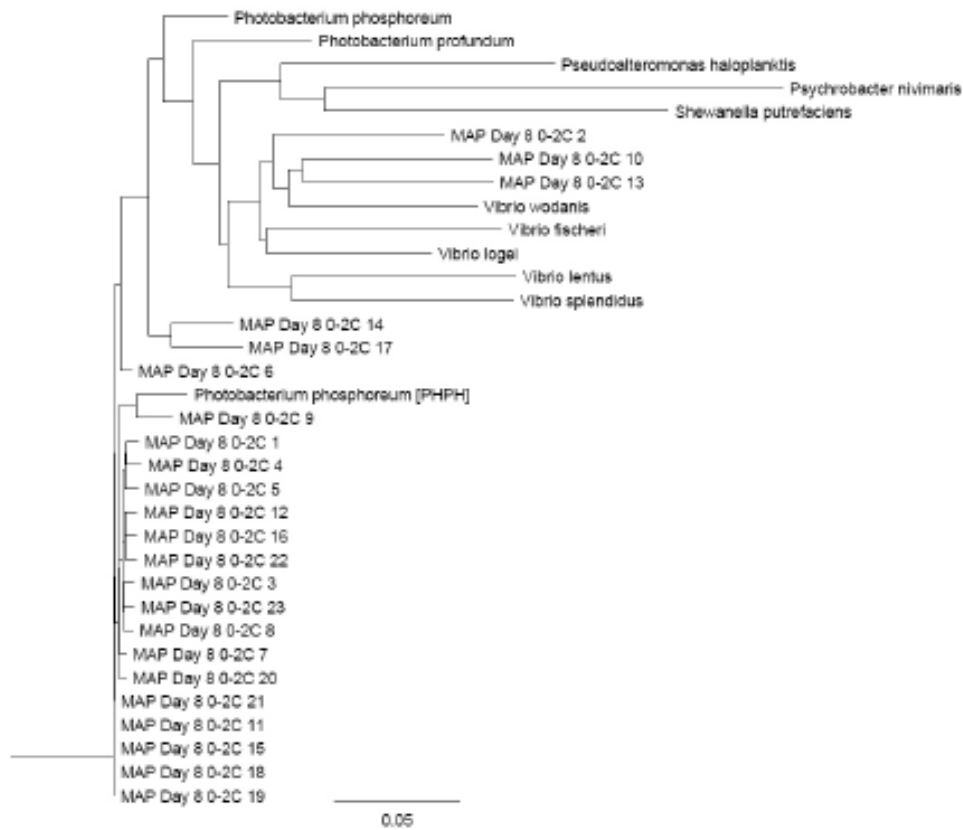 Photobacterium phosphoreum
Photobacterium profundum
Pseudoalteromonas haloplanktis
Psychrobacter nivimaris
Shewanella putrefaciens
MAP Day 8 0-2C 2
MAP Day 8 0-2C 10
MAP Day 8 0-2C 13
Vibrio wodanis
Vibrio fischeri
Vibrio logei
Vibrio lentus
Vibrio splendidus
MAP Day 8 0-2C 14
MAP Day 8 0-2C 17
MAP Day 8 0-2C 6
Photobacterium phosphoreum [PHPH]
MAP Day 8 0-2C 9
MAP Day 8 0-2C 1
MAP Day 8 0-2C 4
MAP Day 8 0-2C 5
MAP Day 8 0-2C 12
MAP Day 8 0-2C 16
MAP Day 8 0-2C 22
MAP Day 8 0-2C 3
MAP Day 8 0-2C 23
MAP Day 8 0-2C 8
MAP Day 8 0-2C 7
MAP Day 8 0-2C 20
MAP Day 8 0-2C 21
MAP Day 8 0-2C 11
MAP Day 8 0-2C 15
MAP Day 8 0-2C 18
MAP Day 8 0-2C 19
0.05